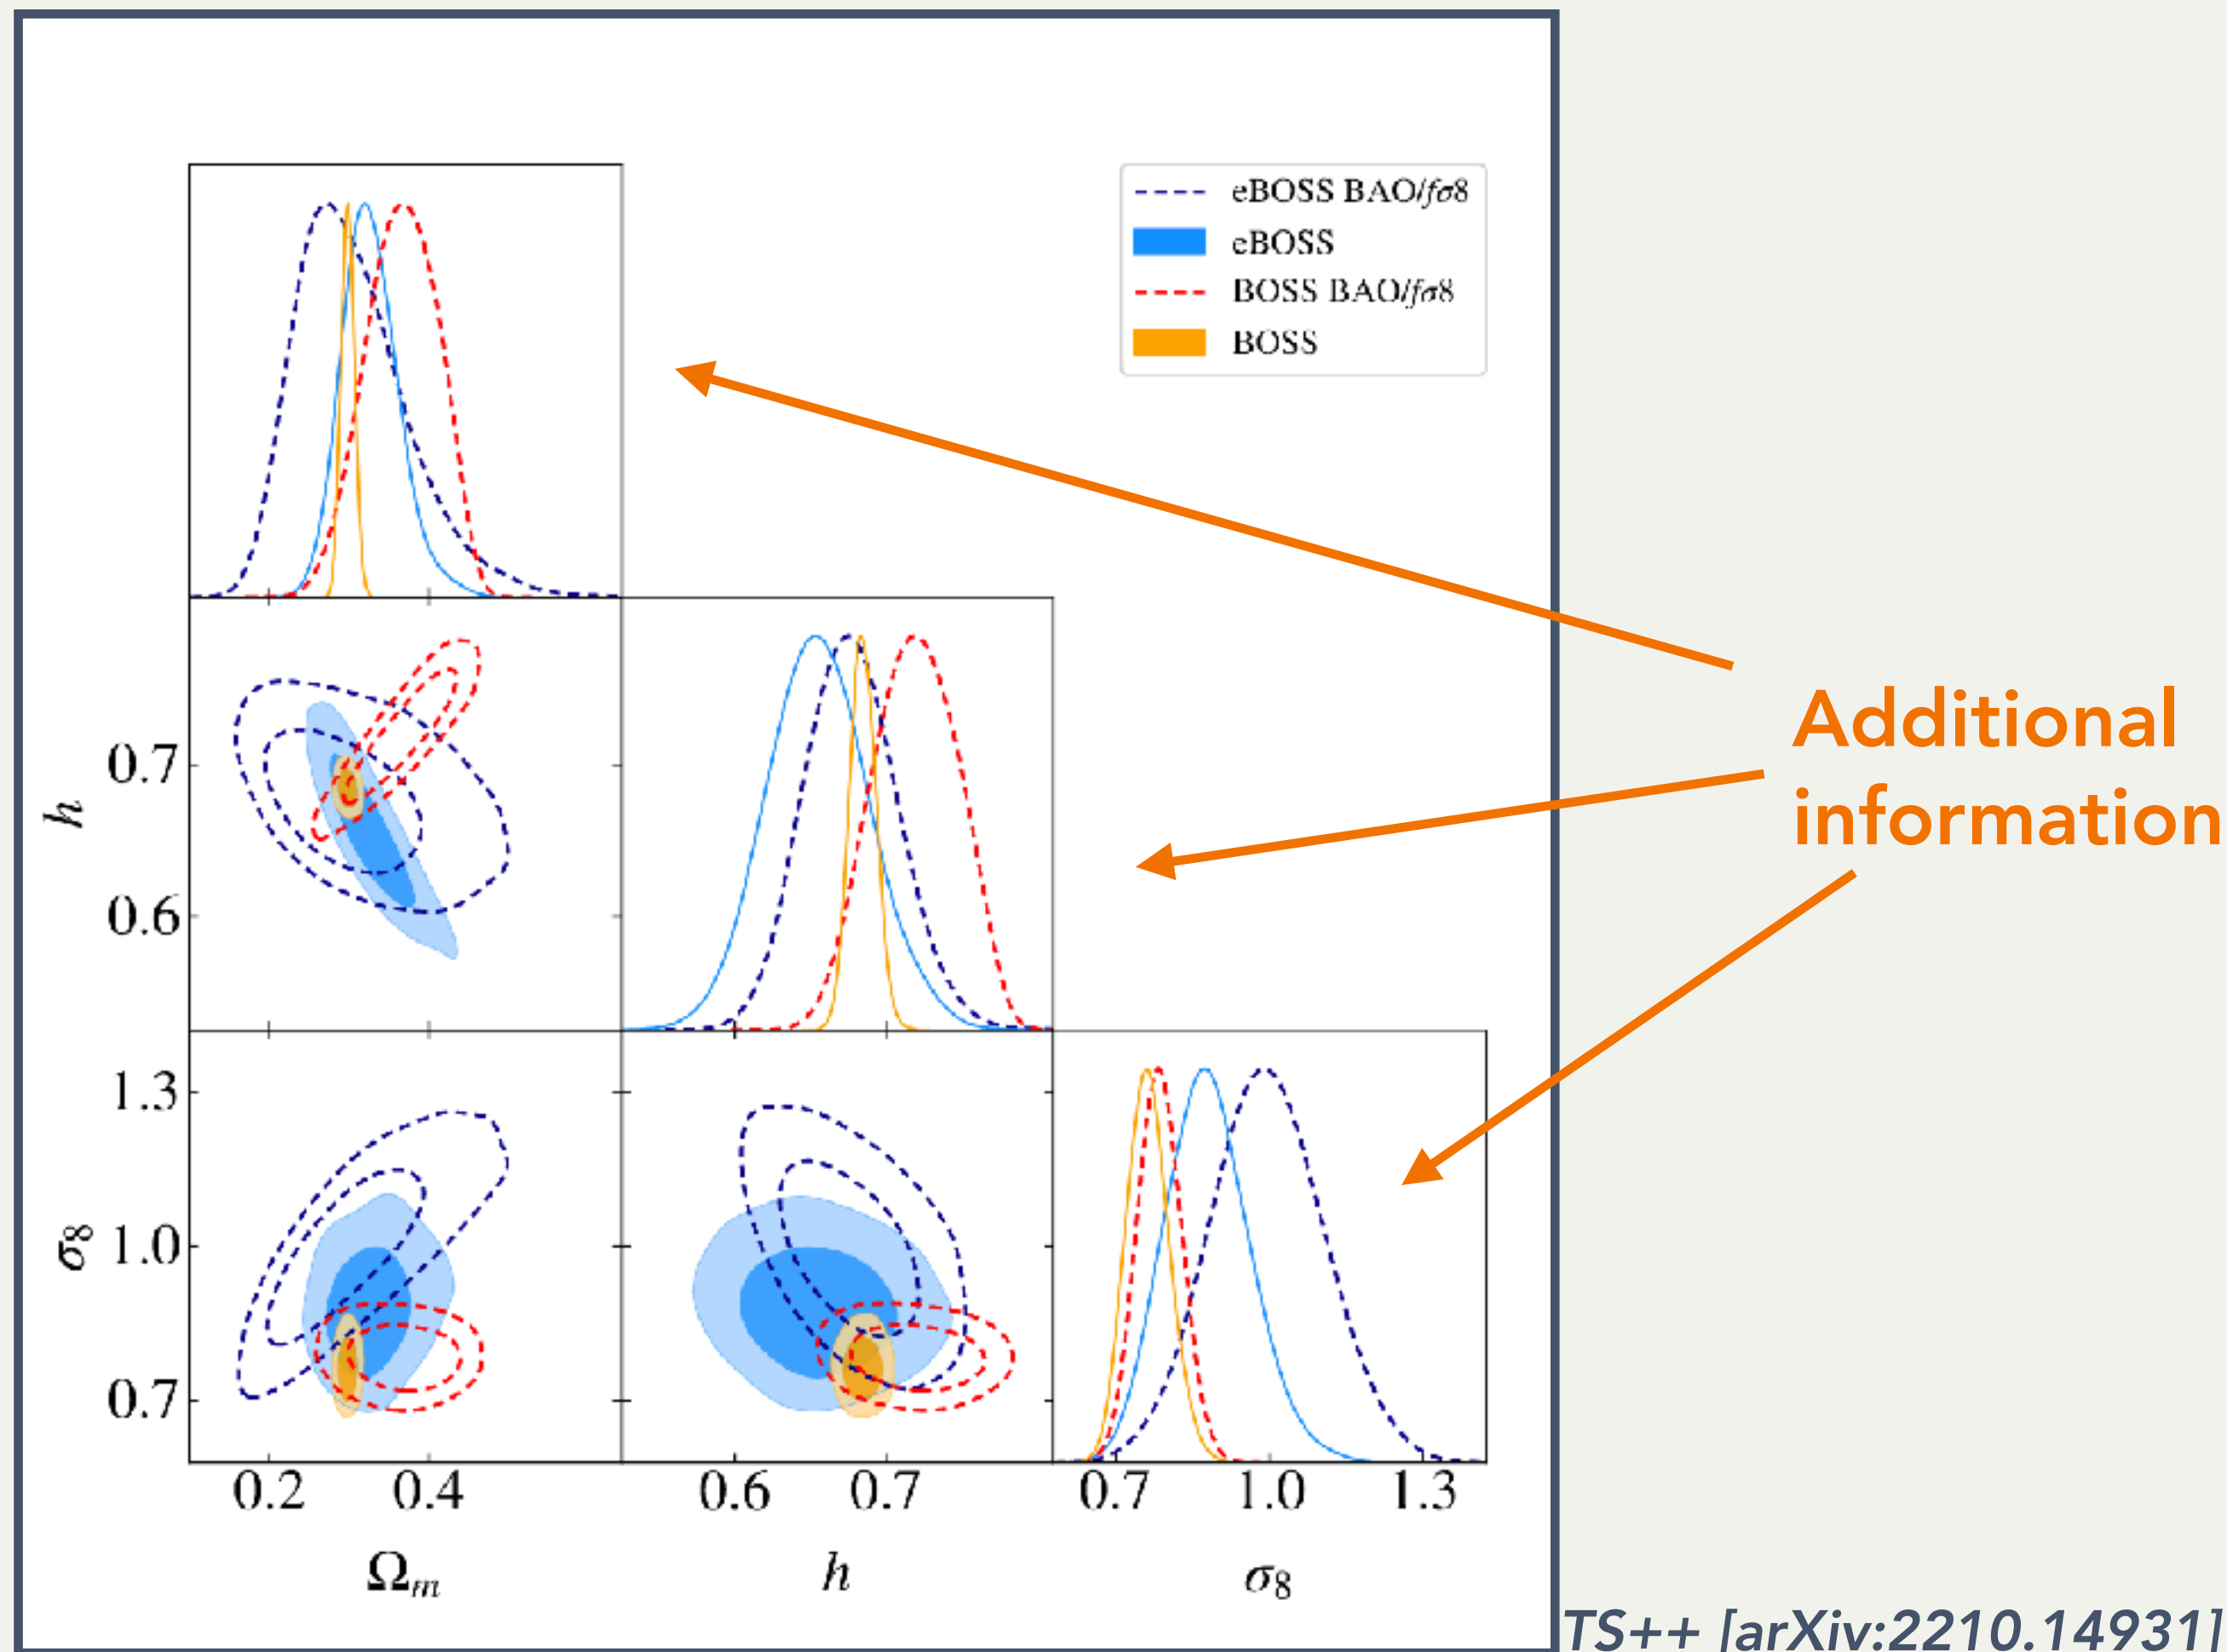 eBOSS BAO/fσ8
eBOSS
BOSS BAO/fσ8
BOSS
Additional
information
h
0.7
0.6
σ8
1.3
1.0
0.7
0.2 0.4
0.6 0.7
0.7 1.0 1.3
Ωm
h
σ8
TS++ [arXiv:2210.14931]